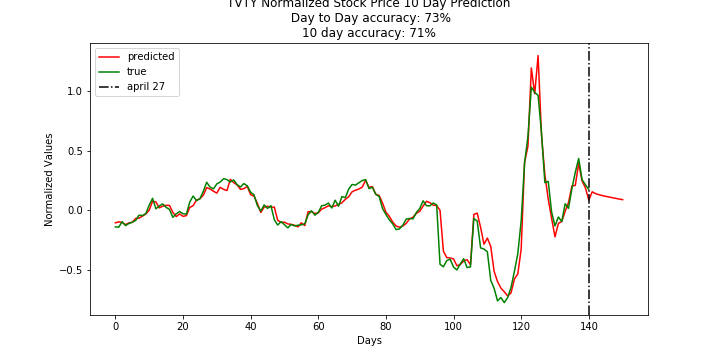 TVTY Normalized Stock Price 10 Day Prediction
Day to Day accuracy: 73%
10 day accuracy: 71%
predicted
true
april 27
Normalized Values
1.0
0.5
0.0
−0.5
0
20
40
60
80
100
120
140
Days